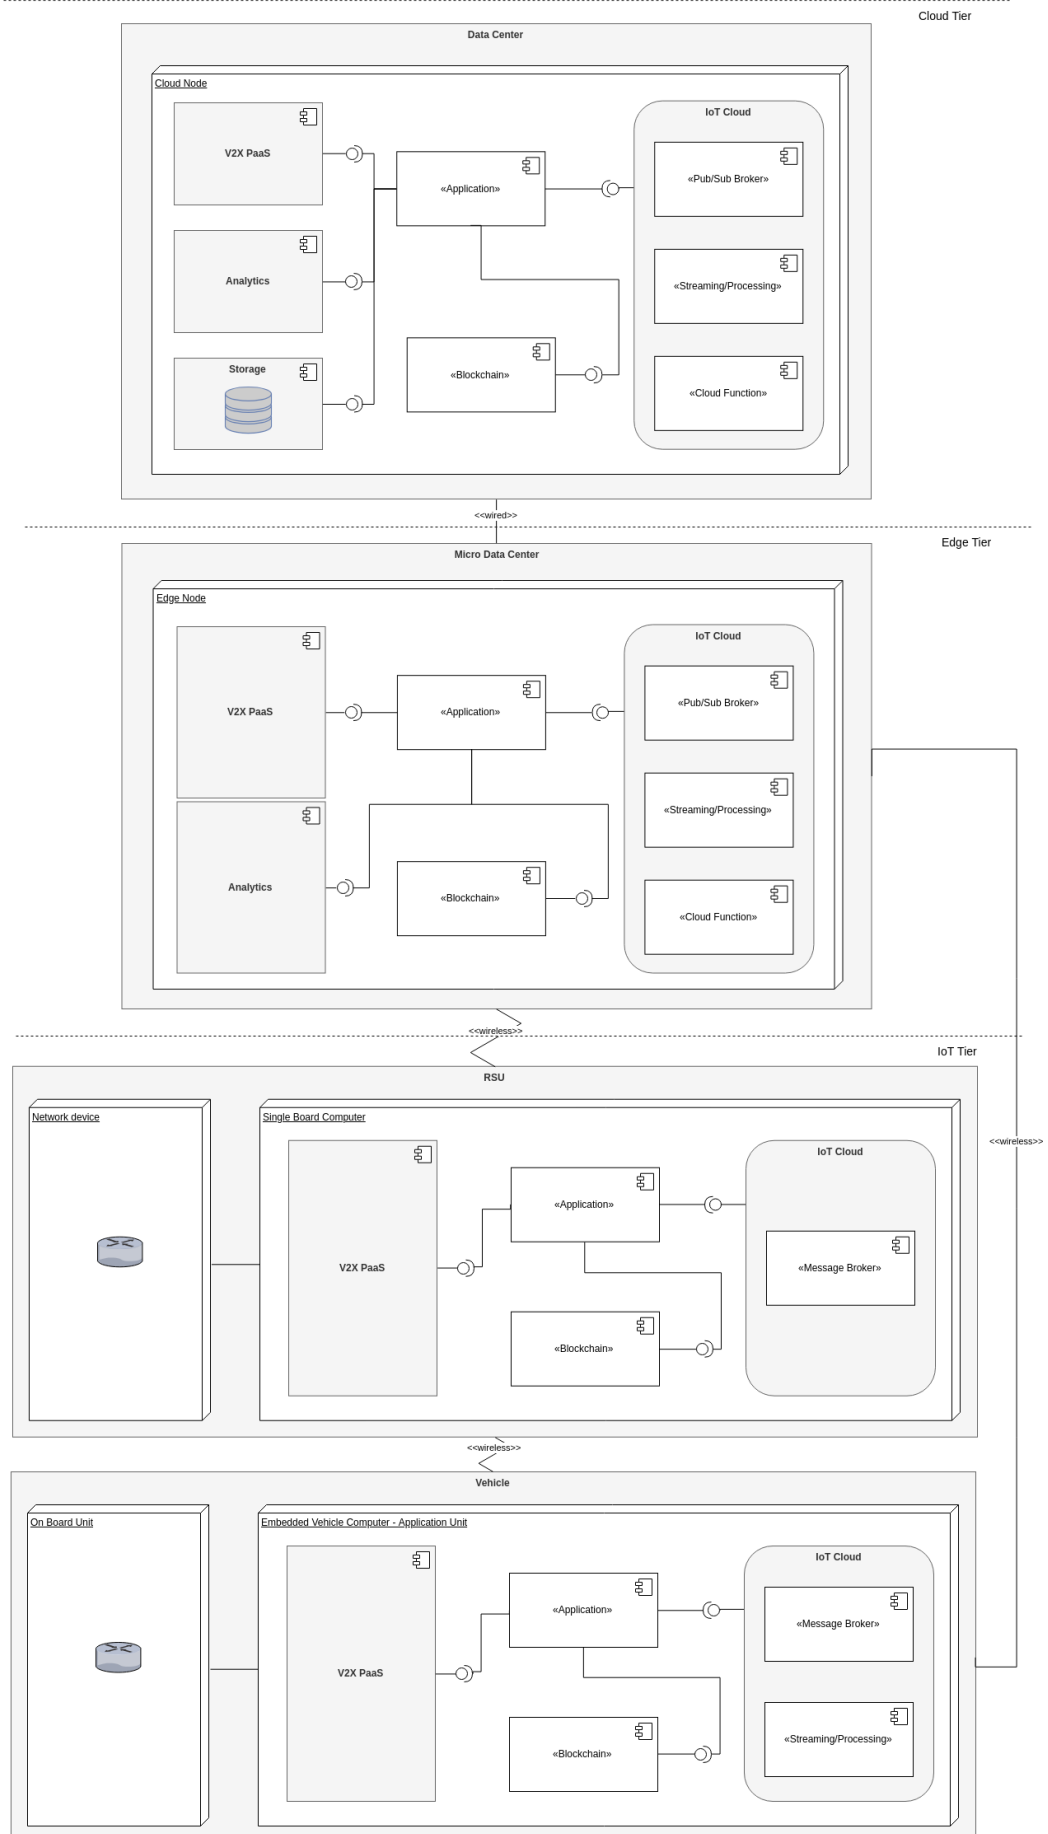 Cloud Tier
Data Center
Cloud Node
V2X PaaS
«Application»
IoT Cloud
«Pub/Sub Broker»
Analytics
«Streaming/Processing»
Storage
«Blockchain»
«Cloud Function»
<<wired>>
Edge Tier
Micro Data Center
Edge Node
IoT Cloud
V2X PaaS
«Application»
«Pub/Sub Broker»
«Streaming/Processing»
Analytics
«Blockchain»
«Cloud Function»
<<wireless>>
IoT Tier
RSU
Network device
Single Board Computer
<<wireless>>
IoT Cloud
«Application»
V2X PaaS
«Message Broker»
«Blockchain»
<<wireless>>
Vehicle
On Board Unit
Embedded Vehicle Computer - Application Unit
IoT Cloud
«Application»
«Message Broker»
V2X PaaS
«Blockchain»
«Streaming/Processing»